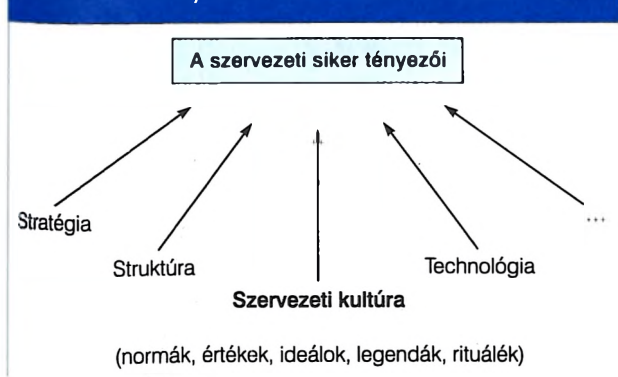 A szervezeti siker tényezői
Stratégia
...
Struktúra
Technológia
Szervezeti kultúra
(normák, értékek, ideálok, legendák, rituálék)